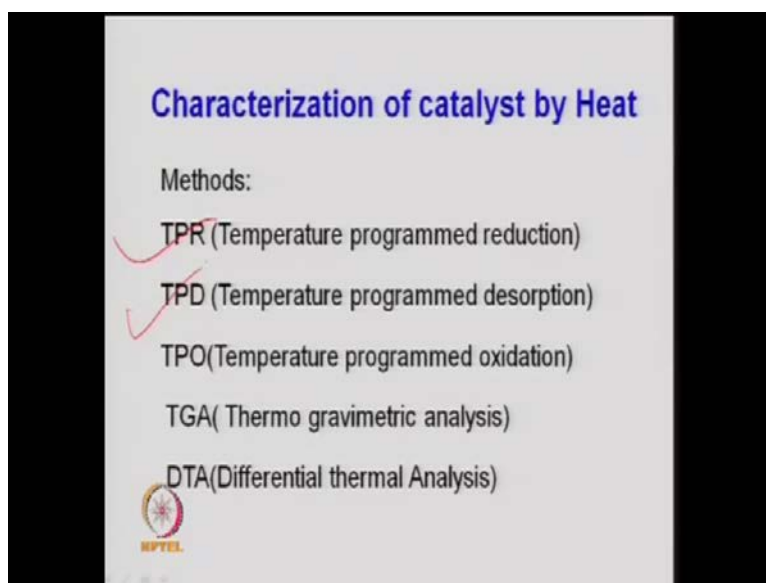 Characterization of catalyst by Heat
Methods:
TPR (Temperature programmed reduction)
TPD (Temperature programmed desorption)
TPO(Temperature programmed oxidation)
TGA( Thermo gravimetric analysis)
DTA(Differential thermal Analysis)
NPTEL